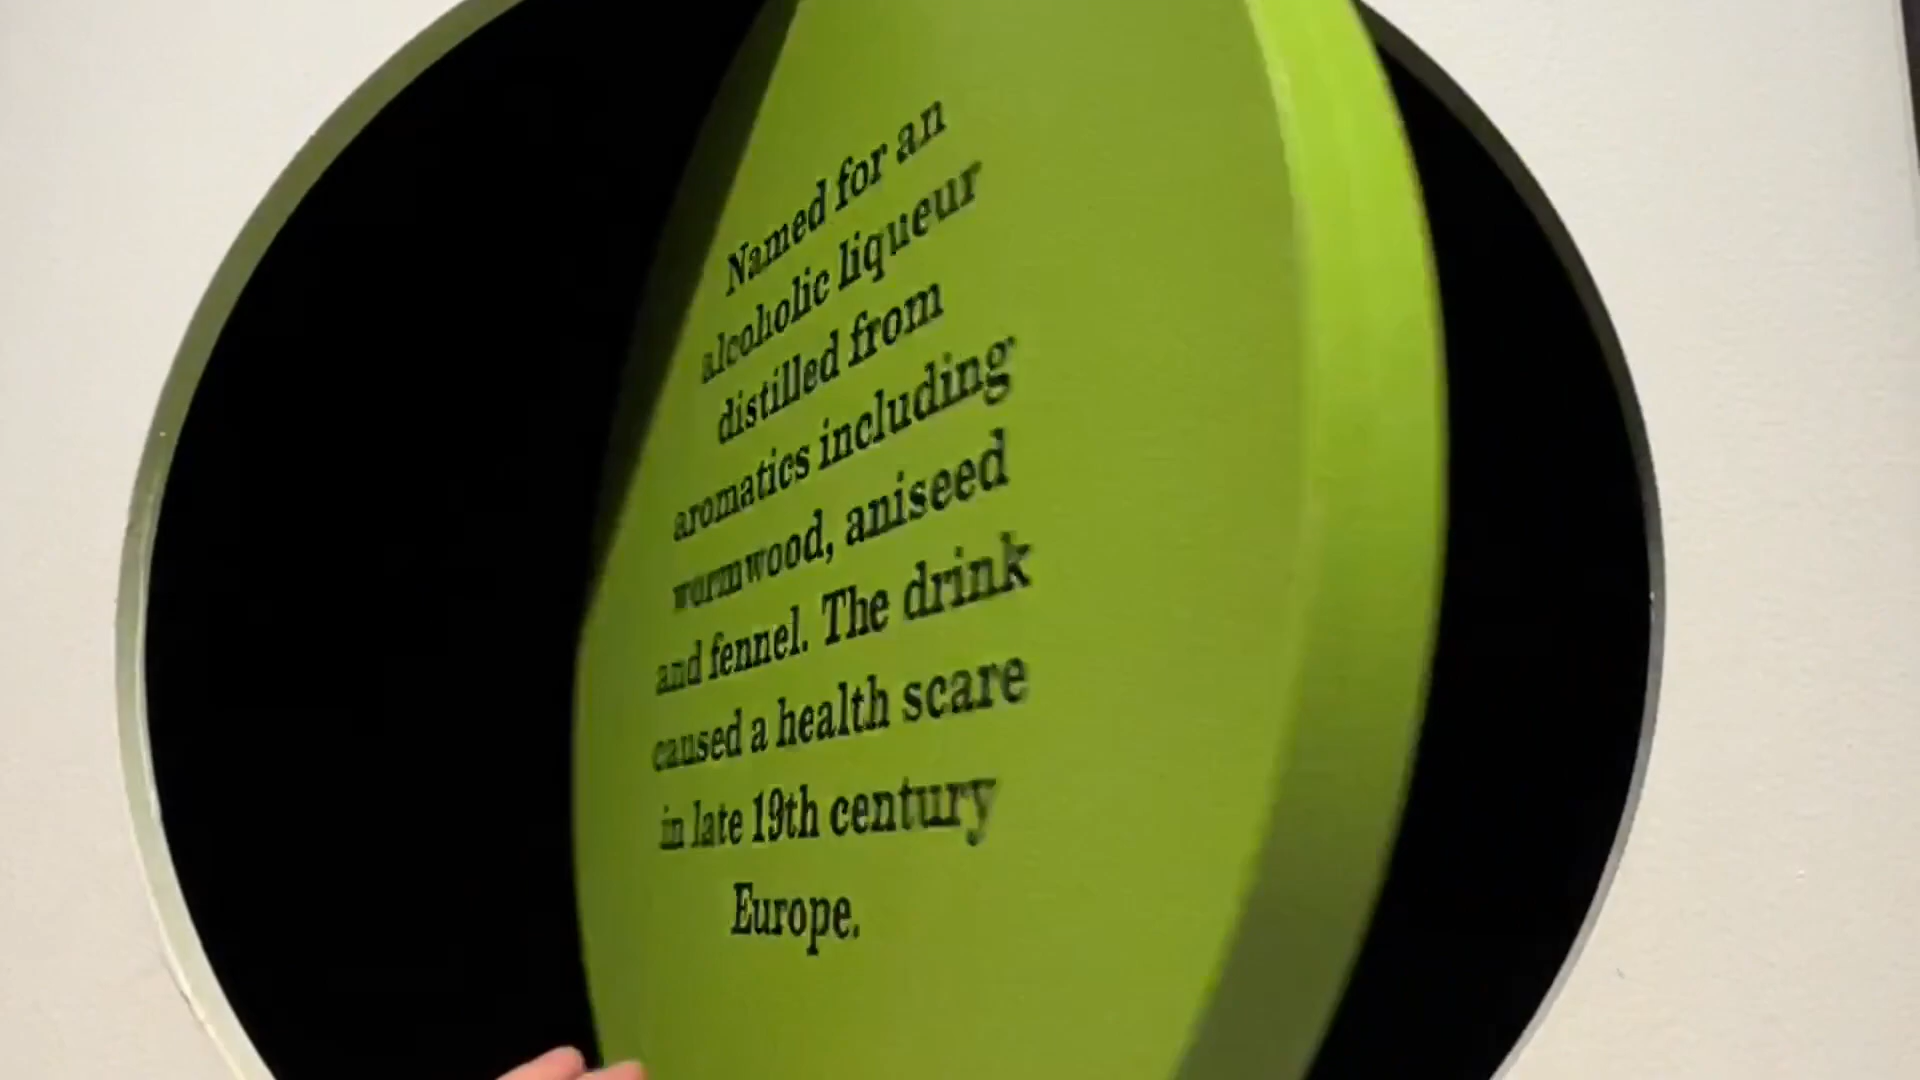 Named for an
alcoholic liqueur
distilled from
aromatics including
wormwood, aniseed
and fennel. The drink
caused a health scare
in late 19th century
Europe.